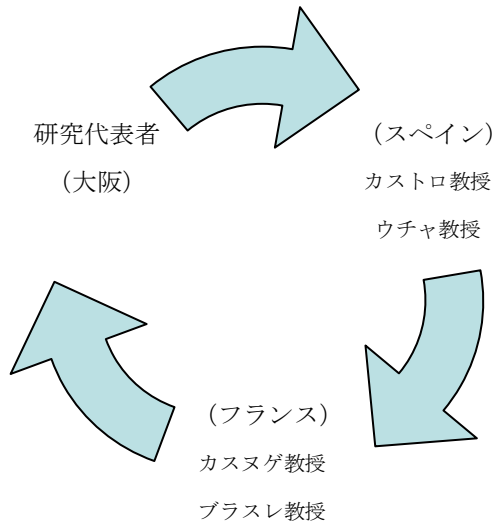 研究代表者
（大阪）
（スペイン）
カストロ教授
ウチャ教授
（フランス）
カスヌゲ教授
ブラスレ教授